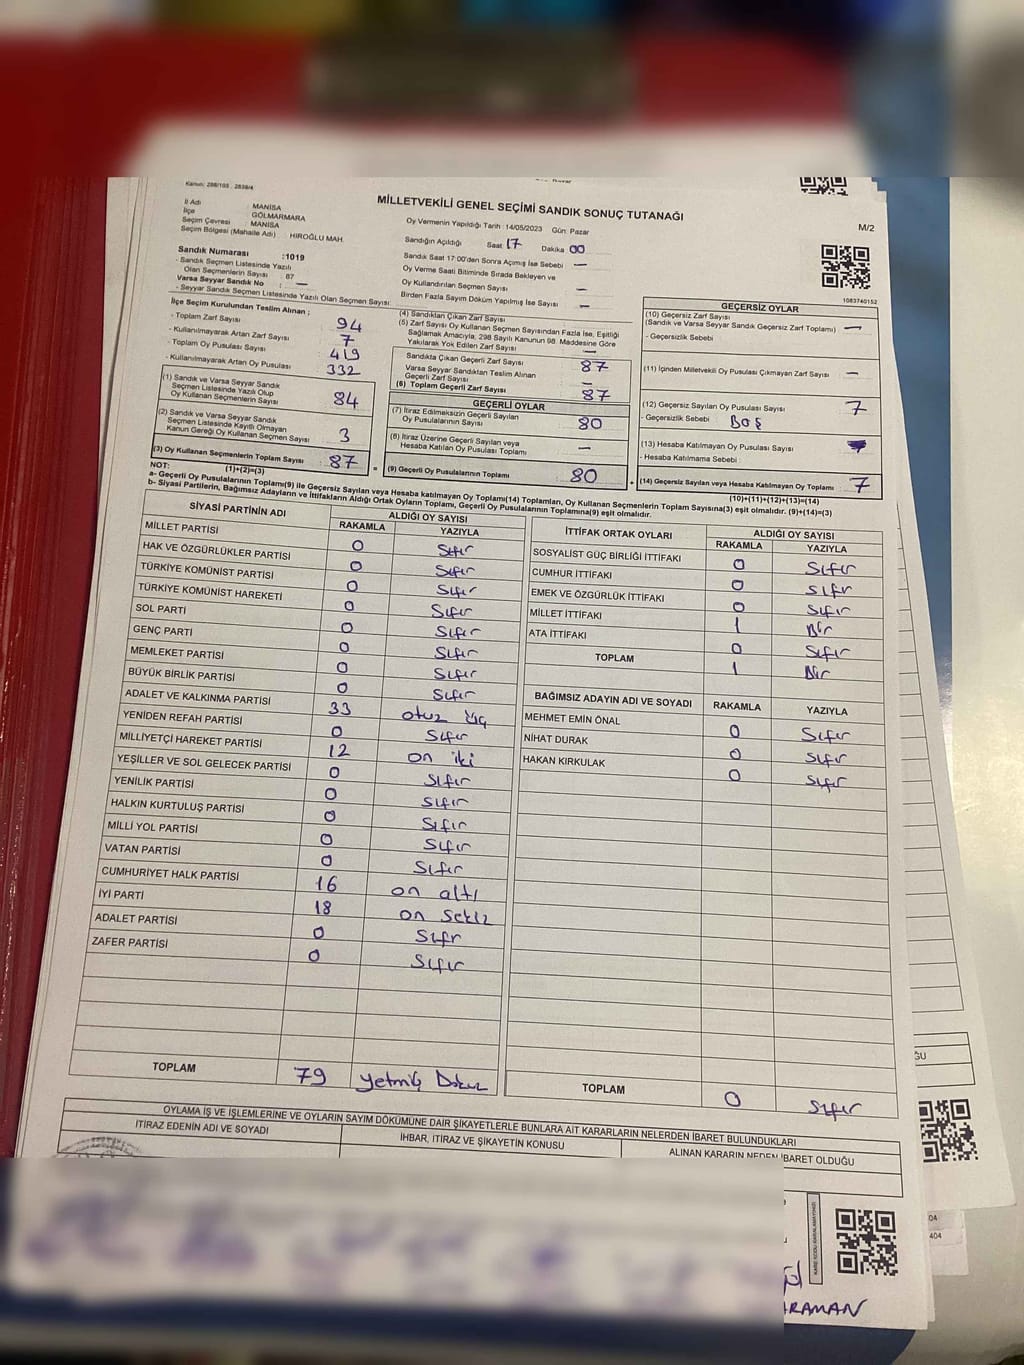 Kanun: 298/105 , 2839/4
MİLLETVEKİLİ GENEL SEÇİMİ SANDIK SONUÇ TUTANAĞI
M/2
İl Adı : MANİSA
İlçe : GÖLMARMARA
Seçim Çevresi : MANİSA
Seçim Bölgesi (Mahalle Adı) : HIROĞLU MAH.
Oy Vermenin Yapıldığı Tarih :14/05/2023 Gün: Pazar
Sandığın Açıldığı Saat 17 Dakika 00
Sandık Saat 17:00'den Sonra Açımış İse Sebebi —
Oy Verme Saati Bitiminde Sırada Bekleyen ve
Oy Kullandırılan Seçmen Sayısı —
Birden Fazla Sayım Döküm Yapılmış İse Sayısı —
Sandık Numarası :1019
- Sandık Seçmen Listesinde Yazılı
Olan Seçmenlerin Sayısı : 87
Varsa Seyyar Sandık No : —
- Seyyar Sandık Seçmen Listesinde Yazılı Olan Seçmen Sayısı:
1083740152
İlçe Seçim Kurulundan Teslim Alınan ;
- Toplam Zarf Sayısı 94
- Kullanılmayarak Artan Zarf Sayısı 7
- Toplam Oy Pusulası Sayısı 419
- Kullanılmayarak Artan Oy Pusulası 332
(1) Sandık ve Varsa Seyyar Sandık
Seçmen Listesinde Yazılı Olup
Oy Kullanan Seçmenlerin Sayısı 84
(2) Sandık ve Varsa Seyyar Sandık
Seçmen Listesinde Kayıtlı Olmayan
Kanun Gereği Oy Kullanan Seçmen Sayısı 3
(3) Oy Kullanan Seçmenlerin Toplam Sayısı 87
(1)+(2)=(3)
(4) Sandıktan Çıkan Zarf Sayısı
(5) Zarf Sayısı Oy Kullanan Seçmen Sayısından Fazla İse, Eşitliği
Sağlamak Amacıyla, 298 Sayılı Kanunun 98. Maddesine Göre
Yakılarak Yok Edilen Zarf Sayısı —
Sandıkta Çıkan Geçerli Zarf Sayısı 87
Varsa Seyyar Sandıktan Teslim Alınan
Geçerli Zarf Sayısı —
(6) Toplam Geçerli Zarf Sayısı 87
GEÇERLİ OYLAR
(7) İtiraz Edilmeksizin Geçerli Sayılan
Oy Pusulalarının Sayısı 80
(8) İtiraz Üzerine Geçerli Sayılan veya
Hesaba Katılan Oy Pusulası Toplamı —
= (9) Geçerli Oy Pusulalarının Toplamı 80
GEÇERSİZ OYLAR
(10) Geçersiz Zarf Sayısı
(Sandık ve Varsa Seyyar Sandık Geçersiz Zarf Toplamı) —
- Geçersizlik Sebebi
(11) İçinden Milletvekili Oy Pusulası Çıkmayan Zarf Sayısı —
(12) Geçersiz Sayılan Oy Pusulası Sayısı 7
- Geçersizlik Sebebi BOŞ
(13) Hesaba Katılmayan Oy Pusulası Sayısı
- Hesaba Katılmama Sebebi :
+ (14) Geçersiz Sayılan veya Hesaba Katılmayan Oy Toplamı 7
(10)+(11)+(12)+(13)=(14)
NOT:
a- Geçerli Oy Pusulalarının Toplamı(9) ile Geçersiz Sayılan veya Hesaba katılmayan Oy Toplamı(14) Toplamları, Oy Kullanan Seçmenlerin Toplam Sayısına(3) eşit olmalıdır. (9)+(14)=(3)
b- Siyasi Partilerin, Bağımsız Adayların ve İttifakların Aldığı Ortak Oyların Toplamı, Geçerli Oy Pusulalarının Toplamına(9) eşit olmalıdır.
SİYASİ PARTİNİN ADI ALDIĞI OY SAYISI
RAKAMLA YAZIYLA
MİLLET PARTİSİ 0 Sıfır
HAK VE ÖZGÜRLÜKLER PARTİSİ 0 Sıfır
TÜRKİYE KOMÜNİST PARTİSİ 0 Sıfır
TÜRKİYE KOMÜNİST HAREKETİ 0 Sıfır
SOL PARTİ 0 Sıfır
GENÇ PARTİ 0 Sıfır
MEMLEKET PARTİSİ 0 Sıfır
BÜYÜK BİRLİK PARTİSİ 0 Sıfır
ADALET VE KALKINMA PARTİSİ 33 otuz üç
YENİDEN REFAH PARTİSİ 0 Sıfır
MİLLİYETÇİ HAREKET PARTİSİ 12 on iki
YEŞİLLER VE SOL GELECEK PARTİSİ 0 Sıfır
YENİLİK PARTİSİ 0 Sıfır
HALKIN KURTULUŞ PARTİSİ 0 Sıfır
MİLLİ YOL PARTİSİ 0 Sıfır
VATAN PARTİSİ 0 Sıfır
CUMHURİYET HALK PARTİSİ 16 on altı
İYİ PARTİ 18 on sekiz
ADALET PARTİSİ 0 Sıfr
ZAFER PARTİSİ 0 Sıfır
TOPLAM 79 yetmiş Dokuz
İTTİFAK ORTAK OYLARI ALDIĞI OY SAYISI
RAKAMLA YAZIYLA
SOSYALİST GÜÇ BİRLİĞİ İTTİFAKI 0 Sıfır
CUMHUR İTTİFAKI 0 Sıfr
EMEK VE ÖZGÜRLÜK İTTİFAKI 0 Sıfır
MİLLET İTTİFAKI 1 Bir
ATA İTTİFAKI 0 Sıfır
TOPLAM 1 Bir
BAĞIMSIZ ADAYIN ADI VE SOYADI RAKAMLA YAZIYLA
MEHMET EMİN ÖNAL 0 Sıfır
NİHAT DURAK 0 Sıfır
HAKAN KIRKULAK 0 Sıfır
TOPLAM 0 Sıfır
OYLAMA İŞ VE İŞLEMLERİNE VE OYLARIN SAYIM DÖKÜMÜNE DAİR ŞİKAYETLERLE BUNLARA AİT KARARLARIN NELERDEN İBARET BULUNDUKLARI
İTİRAZ EDENİN ADI VE SOYADI İHBAR, İTİRAZ VE ŞİKAYETİN KONUSU ALINAN KARARIN NEDEN İBARET OLDUĞU
ARAMAN
ĞU
04
404